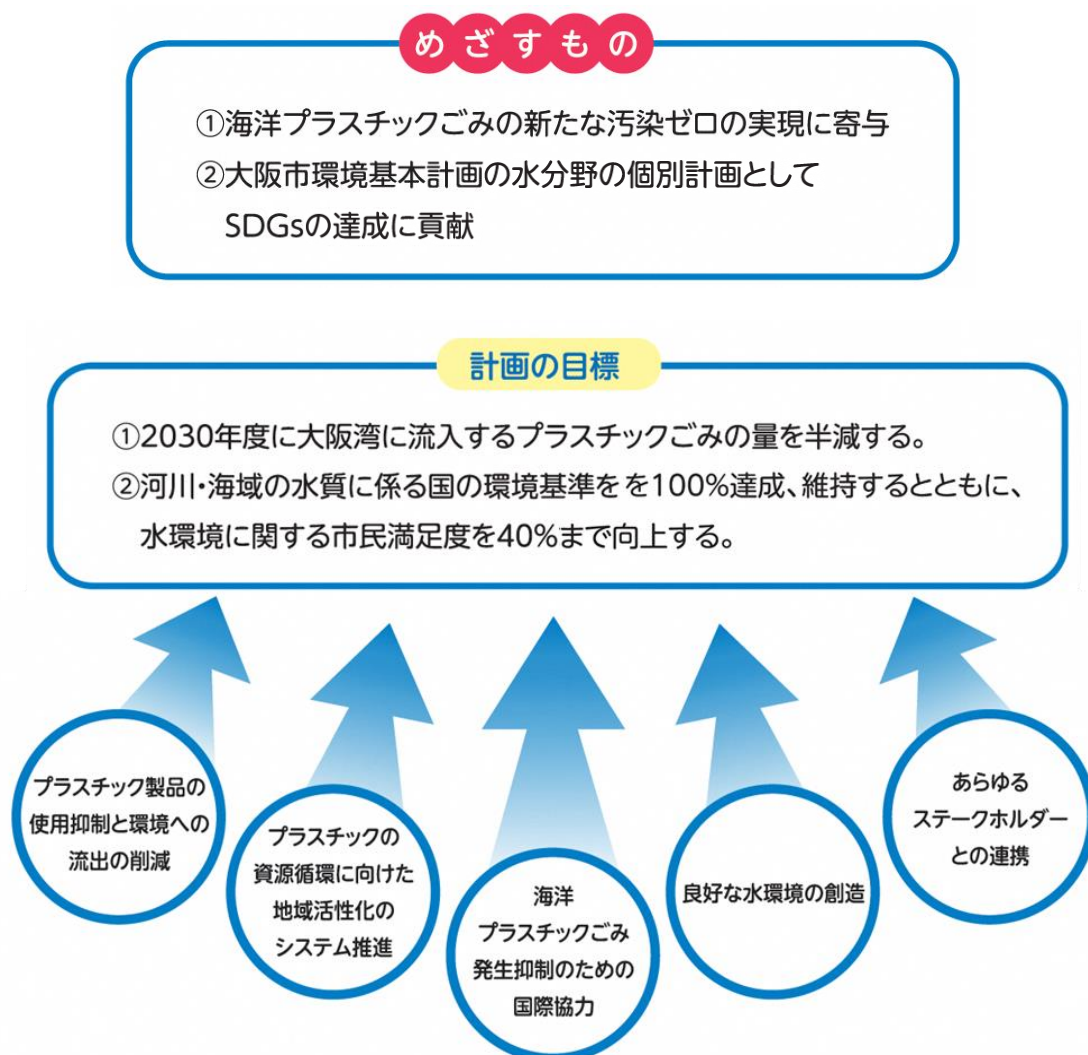 めざすもの
①海洋プラスチックごみの新たな汚染ゼロの実現に寄与
②大阪市環境基本計画の水分野の個別計画として
SDGsの達成に貢献
計画の目標
①2030年度に大阪湾に流入するプラスチックごみの量を半減する。
②河川・海域の水質に係る国の環境基準をを100%達成、維持するとともに、
水環境に関する市民満足度を40%まで向上する。
プラスチック製品の
使用抑制と環境への
流出の削減
プラスチックの
資源循環に向けた
地域活性化の
システム推進
海洋
プラスチックごみ
発生抑制のための
国際協力
良好な水環境の創造
あらゆる
ステークホルダー
との連携